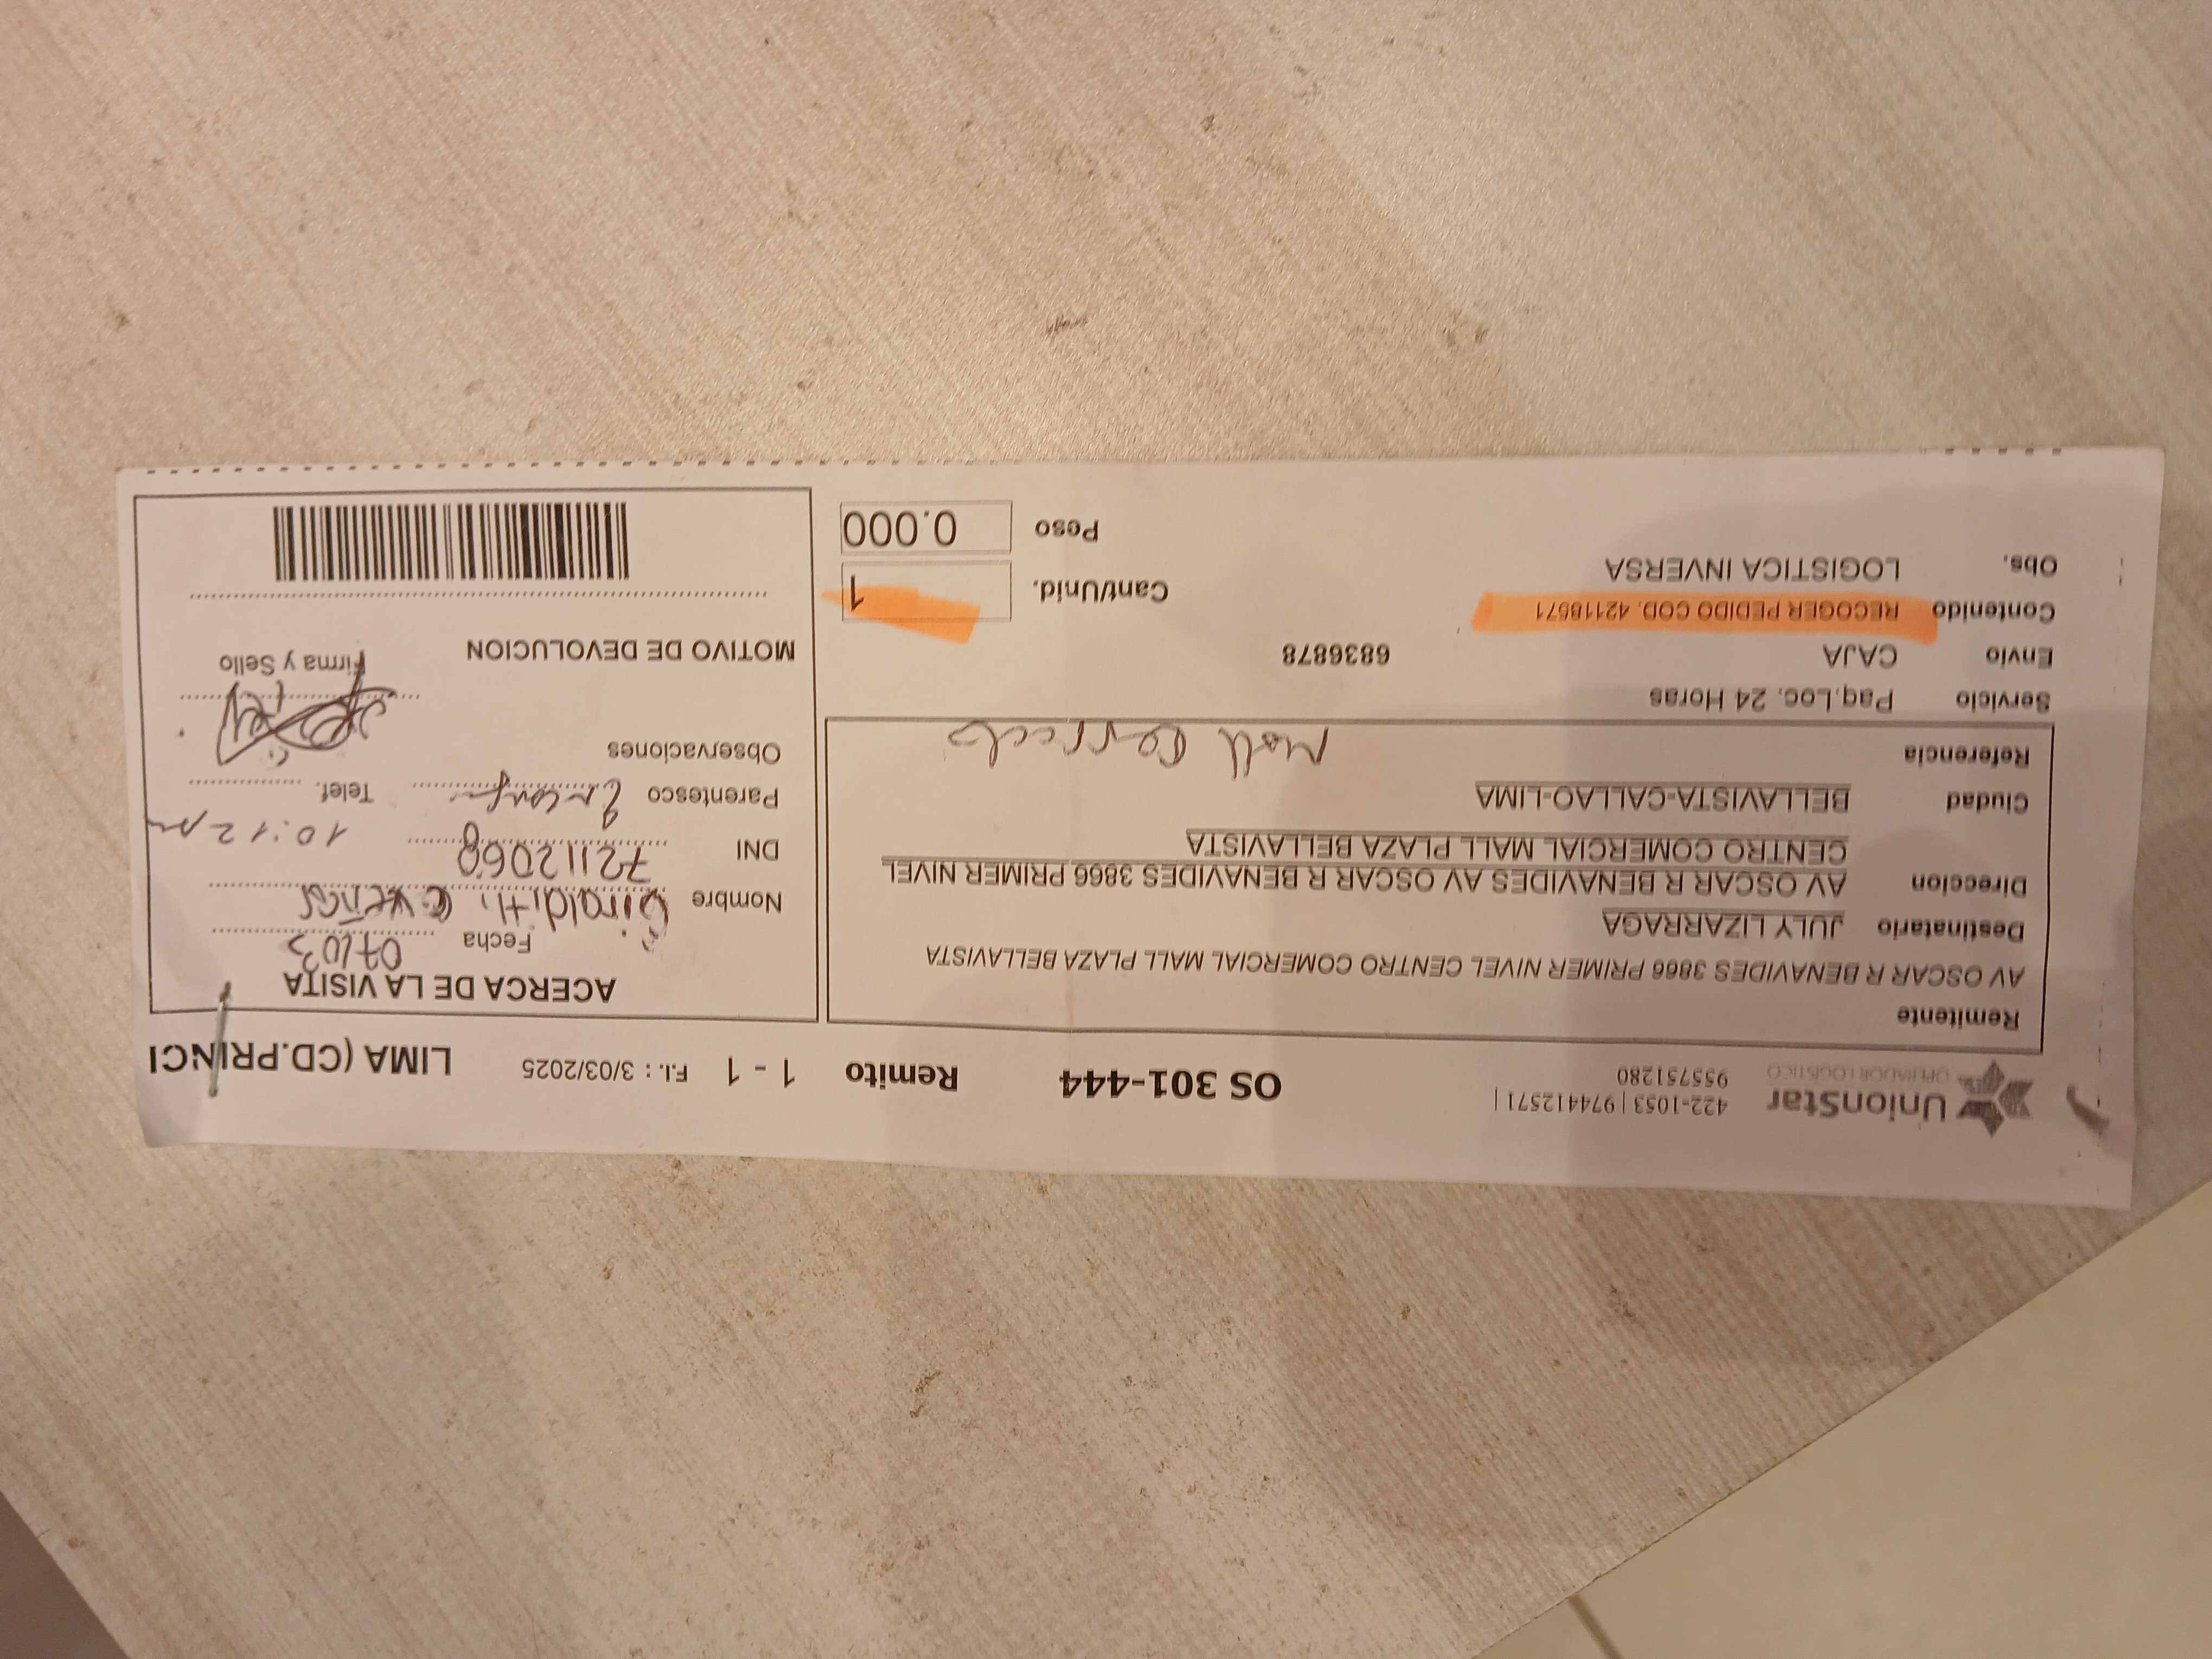 UnionStar
OPERADOR LOGISTICO
422-1053 | 974412571 |
955751280
OS 301-444
Remito 1 - 1
F.I. : 3/03/2025
LIMA (CD.PRINCI
Remitente
AV OSCAR R BENAVIDES 3866 PRIMER NIVEL CENTRO COMERCIAL MALL PLAZA BELLAVISTA
Destinatario JULY LIZARRAGA
Direccion AV OSCAR R BENAVIDES AV OSCAR R BENAVIDES 3866 PRIMER NIVEL
CENTRO COMERCIAL MALL PLAZA BELLAVISTA
Ciudad BELLAVISTA-CALLAO-LIMA
Referencia Mall
Servicio Paq.Loc. 24 Horas
Envio CAJA 6836878
Contenido RECOGER PEDIDO COD. 42118671
Obs. LOGISTICA INVERSA
Cant/Unid. 1
Peso 0.000
ACERCA DE LA VISITA
Fecha 07/03
Nombre
DNI 72112060 10:12
Parentesco Telef.
Observaciones
Firma y Sello
MOTIVO DE DEVOLUCION